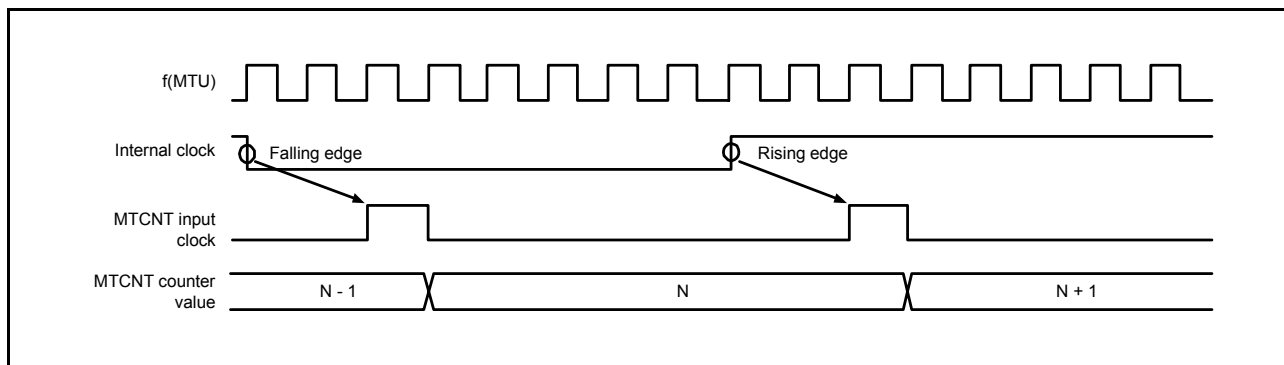 f(MTU)
Internal clock
Falling edge
Rising edge
MTCNT input
clock
MTCNT counter
value
N - 1
N
N + 1